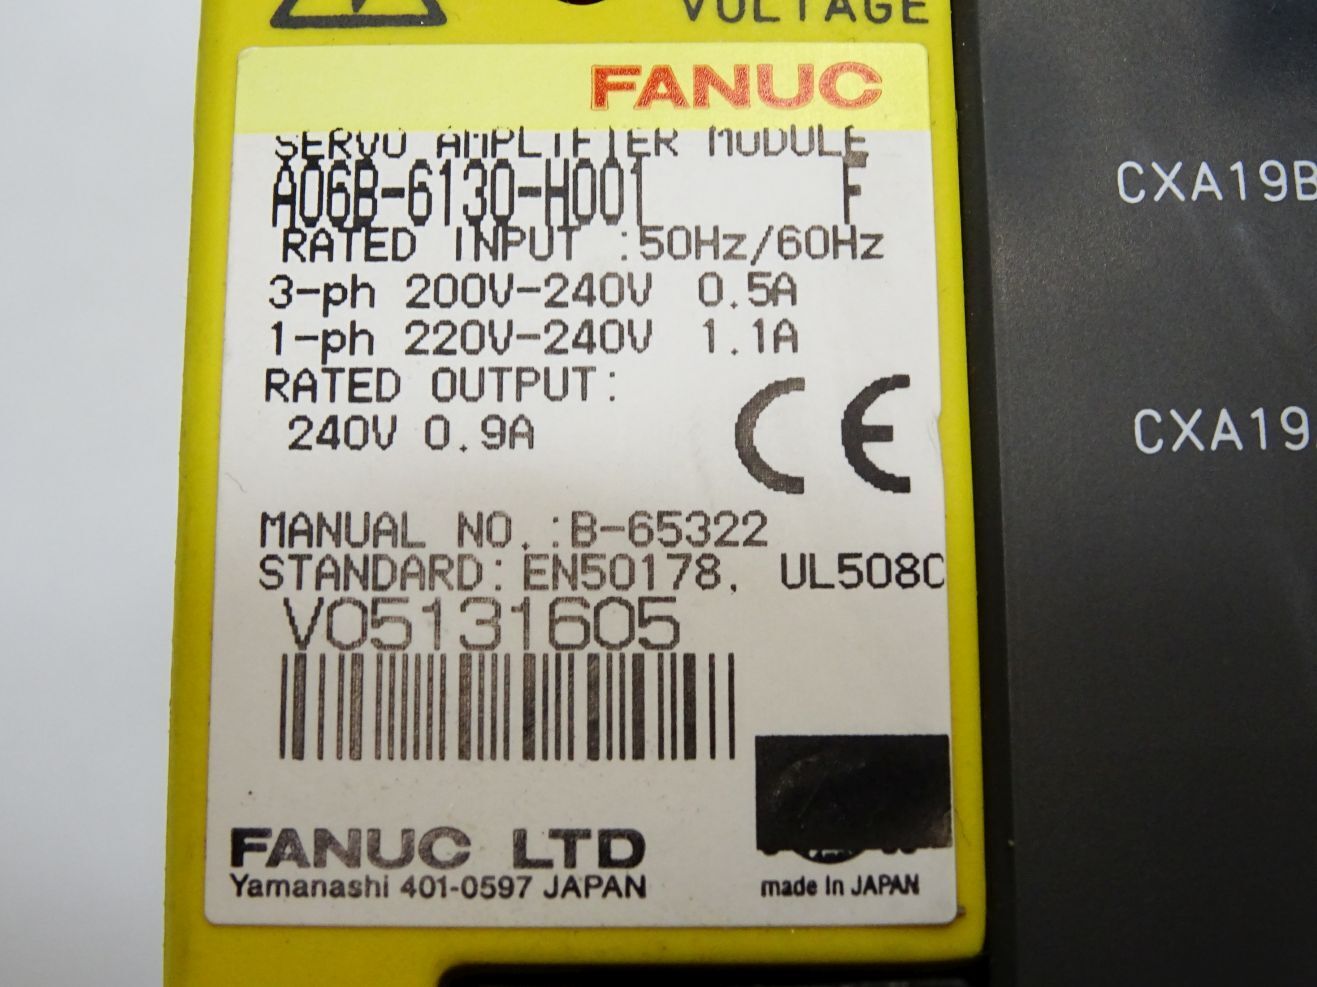 VOLTAGE
FANUC
SERVO AMPLIFIER MODULE
A06B-6130-H001 F
RATED INPUT :50Hz/60Hz
3-ph 200V-240V 0.5A
1-ph 220V-240V 1.1A
RATED OUTPUT:
240V 0.9A
CE
MANUAL NO.:B-65322
STANDARD: EN50178, UL508C
V05131605
FANUC LTD
Yamanashi 401-0597 JAPAN
made in JAPAN
CXA19B
CXA19